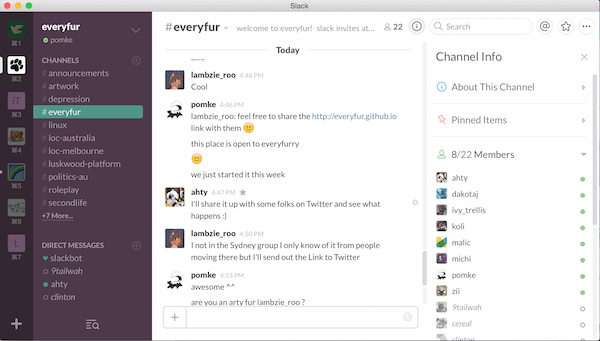 Slack
everyfur
pomke
⌘1
⌘2
⌘3
⌘4
⌘5
⌘6
⌘7
CHANNELS
# announcements
# artwork
# depression
# everyfur
# linux
# loc-australia
# loc-melbourne
# luskwood-platform
# politics-au
# roleplay
# secondlife
+7 More...
DIRECT MESSAGES
slackbot
9tailwah
ahty
clinton
#everyfur
welcome to everyfur! slack invites at...
22
Search
Today
lambzie_roo 4:46 PM
Cool
pomke 4:46 PM
lambzie_roo: feel free to share the http://everyfur.github.io
link with them
this place is open to everyfurry
we just started it this week
ahty 4:47 PM
I'll share it up with some folks on Twitter and see what
happens :)
lambzie_roo 4:50 PM
I not in the Sydney group I only know of it from people
moving there but I'll send out the Link to Twitter
pomke 4:53 PM
awesome ^^
are you an arty fur lambzie_roo ?
Channel Info
About This Channel
Pinned Items
8/22 Members
ahty
dakotaj
ivy_trellis
koli
malic
michi
pomke
zii
9tailwah
cereal
clinton